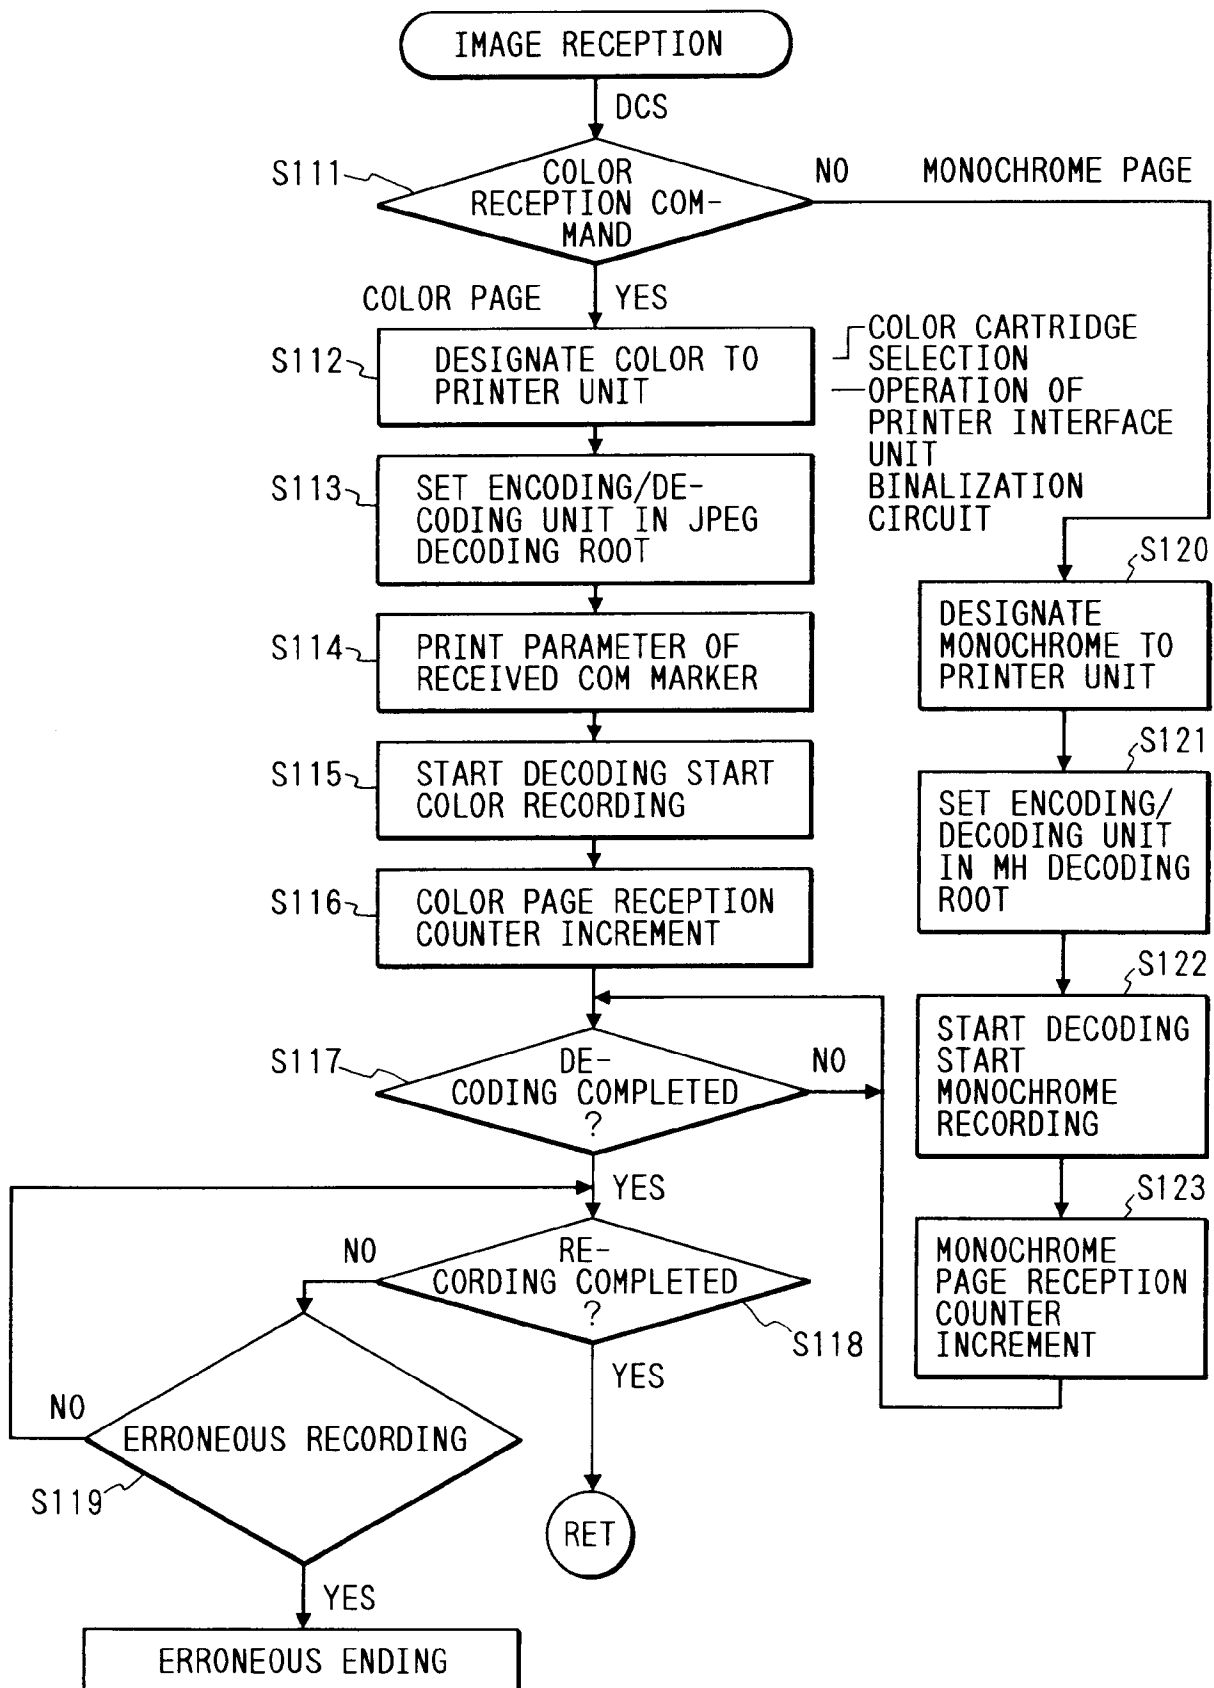 IMAGE RECEPTION
DCS
S111
COLOR
RECEPTION COM-
MAND
NO
MONOCHROME PAGE
COLOR PAGE
YES
S112
DESIGNATE COLOR TO
PRINTER UNIT
COLOR CARTRIDGE
SELECTION
OPERATION OF
PRINTER INTERFACE
UNIT
BINALIZATION
CIRCUIT
S113
SET ENCODING/DE-
CODING UNIT IN JPEG
DECODING ROOT
S114
PRINT PARAMETER OF
RECEIVED COM MARKER
S115
START DECODING START
COLOR RECORDING
S116
COLOR PAGE RECEPTION
COUNTER INCREMENT
S117
DE-
CODING COMPLETED
?
NO
YES
RE-
CORDING COMPLETED
?
NO
S118
YES
RET
ERRONEOUS RECORDING
NO
S119
YES
ERRONEOUS ENDING
S120
DESIGNATE
MONOCHROME TO
PRINTER UNIT
S121
SET ENCODING/
DECODING UNIT
IN MH DECODING
ROOT
S122
START DECODING
START
MONOCHROME
RECORDING
S123
MONOCHROME
PAGE RECEPTION
COUNTER
INCREMENT